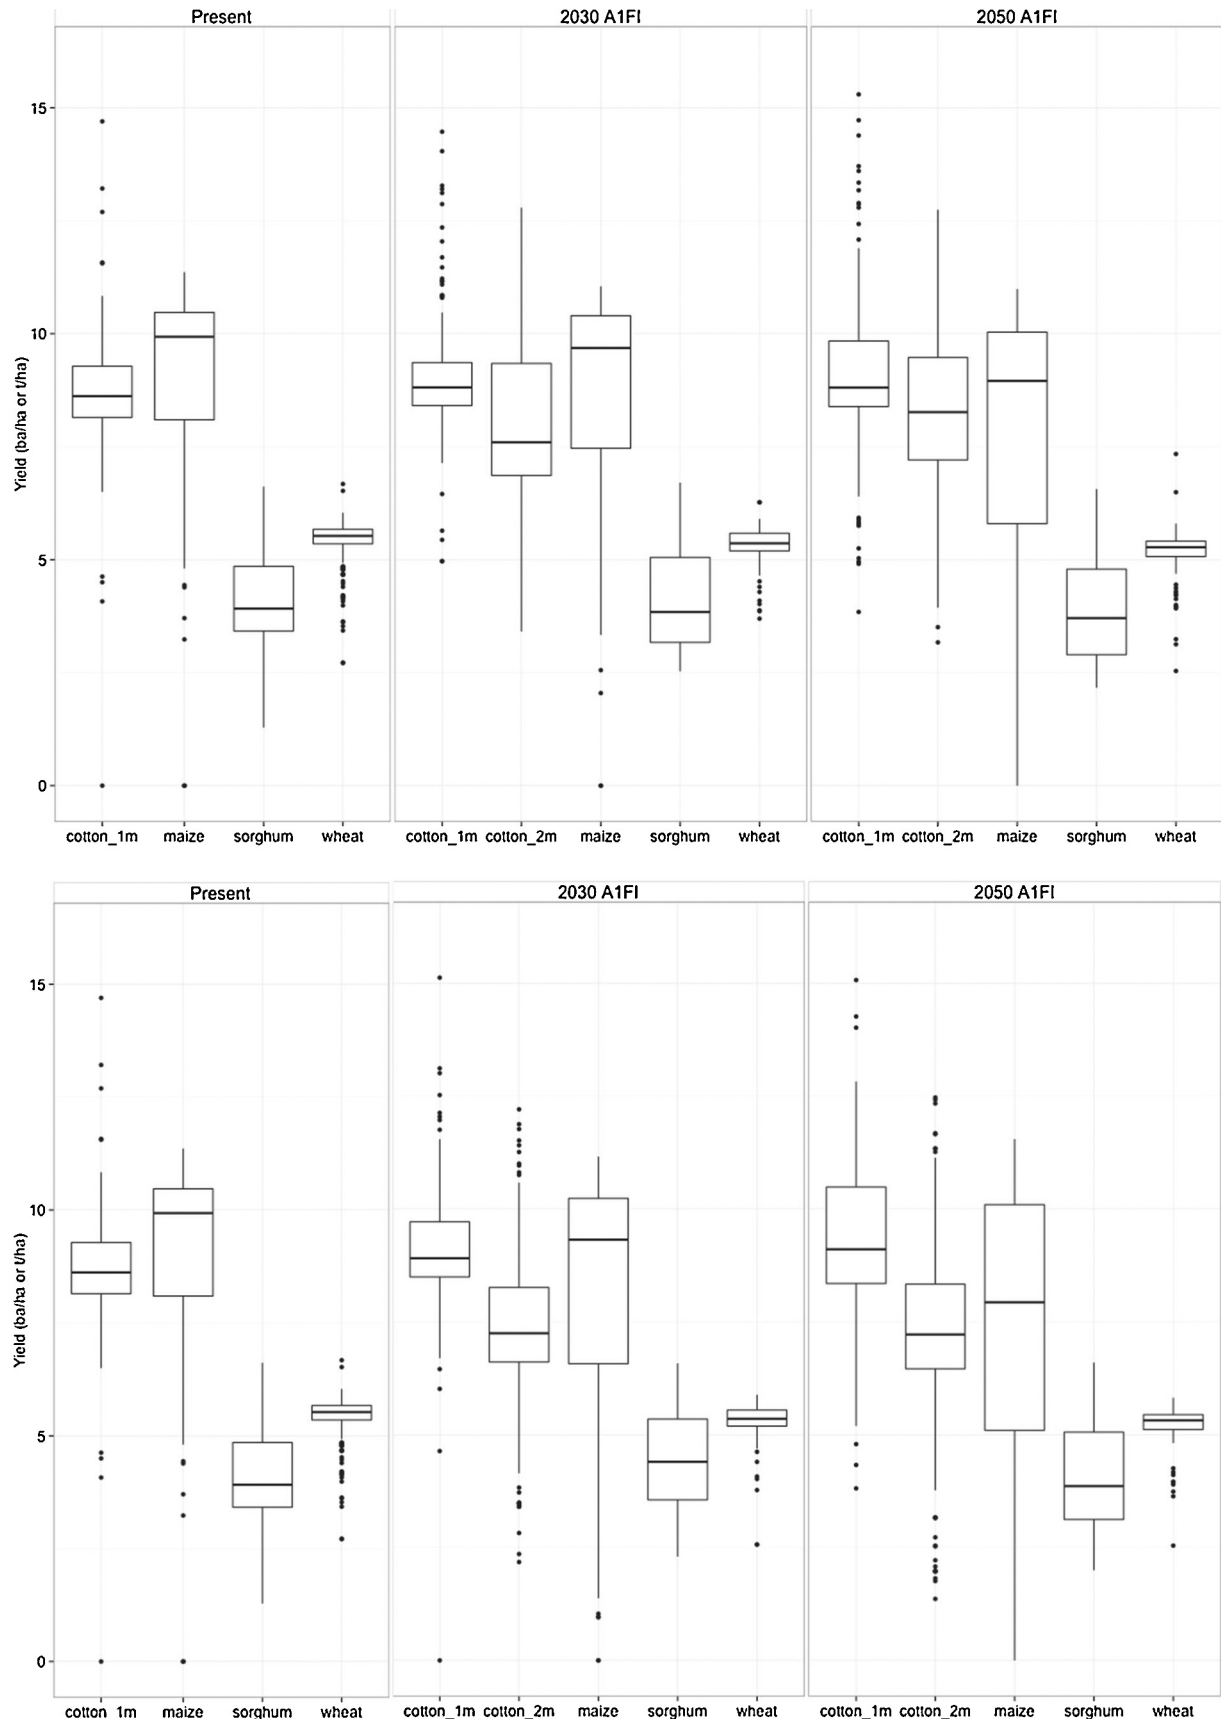 Present 2030 A1FI 2050 A1FI
15
10
5
0
Yield (ba/ha or t/ha)
cotton_1m maize sorghum wheat cotton_1m cotton_2m maize sorghum wheat cotton_1m cotton_2m maize sorghum wheat
Present 2030 A1FI 2050 A1FI
15
10
5
0
Yield (ba/ha or t/ha)
cotton_1m maize sorghum wheat cotton_1m cotton_2m maize sorghum wheat cotton_1m cotton_2m maize sorghum wheat